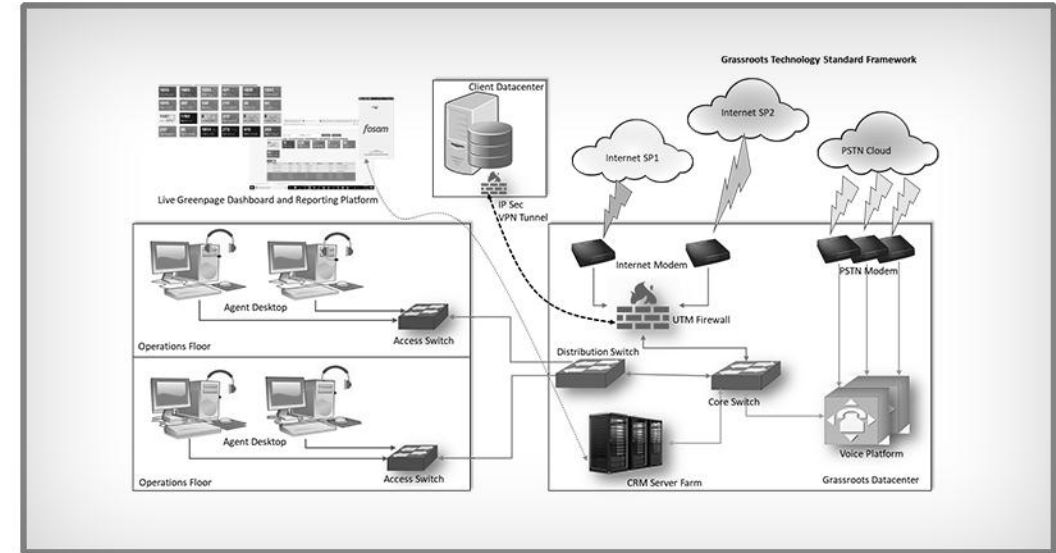 Grassroots Technology Standard Framework
Client Datacenter
Internet SP2
fosam
Internet SP1
PSTN Cloud
Live Greenpage Dashboard and Reporting Platform
IP Sec
VPN Tunnel
Internet Modem
PSTN Modem
Agent Desktop
UTM Firewall
Access Switch
Operations Floor
Distribution Switch
Core Switch
Agent Desktop
Voice Platform
Access Switch
Operations Floor
CRM Server Farm
Grassroots Datacenter